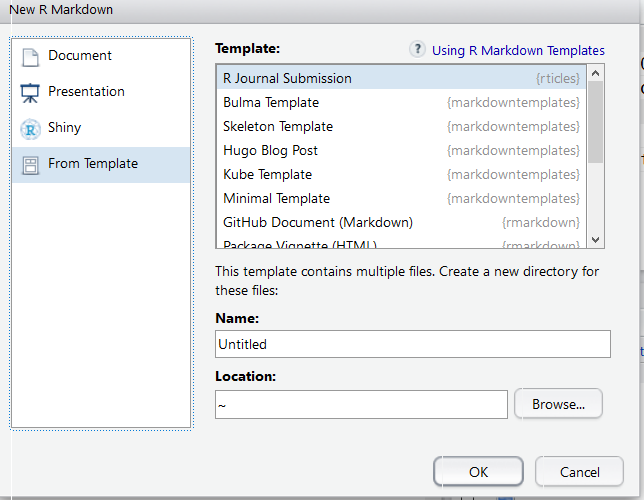 New R Markdown
Document
Presentation
Shiny
From Template
Template:
? Using R Markdown Templates
R Journal Submission {rticles}
Bulma Template {markdowntemplates}
Skeleton Template {markdowntemplates}
Hugo Blog Post {markdowntemplates}
Kube Template {markdowntemplates}
Minimal Template {markdowntemplates}
GitHub Document (Markdown) {rmarkdown}
Package Vignette (HTML) {rmarkdown}
This template contains multiple files. Create a new directory for
these files:
Name:
Untitled
Location:
~
Browse...
OK
Cancel